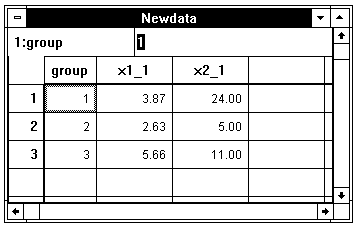 Newdata
1:group 1
group x1_1 x2_1
1 1 3.87 24.00
2 2 2.63 5.00
3 3 5.66 11.00